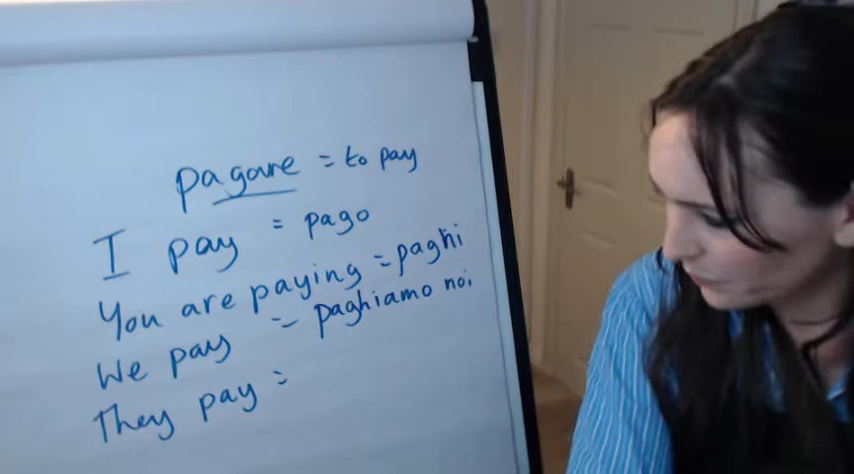 pagare = to pay
I pay = pago
You are paying = paghi
We pay = paghiamo noi
They pay =